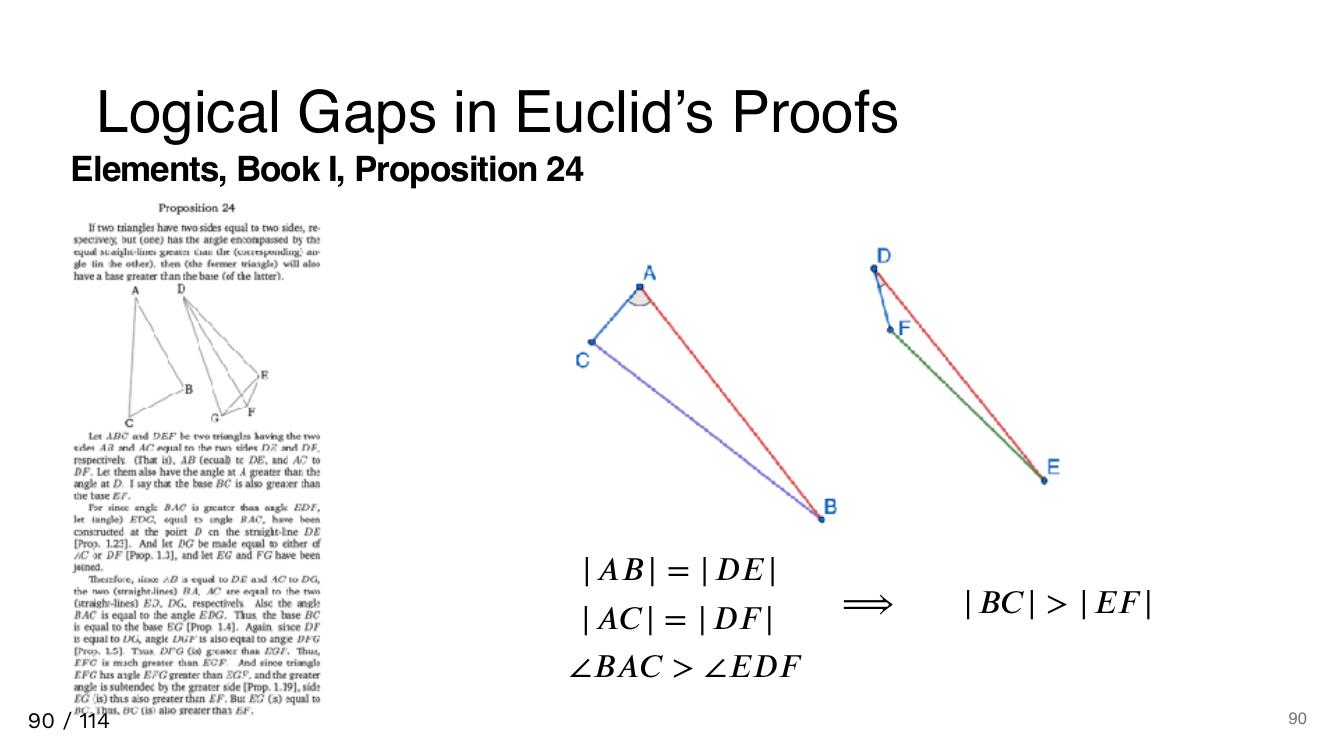 Logical Gaps in Euclid’s Proofs
Elements, Book I, Proposition 24
Proposition 24
If two triangles have two sides equal to two sides, re-
spectively, but (one) has the angle encompassed by the
equal straight-lines greater than the (corresponding) an-
gle (in the other), then (the former triangle) will also
have a base greater than the base (of the latter).
A
D
E
B
G
F
C
Let ABC and DEF be two triangles having the two
sides AB and AC equal to the two sides DE and DF,
respectively. (That is), AB (equal) to DE, and AC to
DF. Let them also have the angle at A greater than the
angle at D. I say that the base BC is also greater than
the base EF.
For since angle BAC is greater than angle EDF,
let (angle) EDG, equal to angle BAC, have been
constructed at the point D on the straight-line DE
[Prop. 1.23]. And let DG be made equal to either of
AC or DF [Prop. 1.3], and let EG and FG have been
joined.
Therefore, since AB is equal to DE and AC to DG,
the two (straight-lines) BA, AC are equal to the two
(straight-lines) ED, DG, respectively. Also the angle
BAC is equal to the angle EDG. Thus, the base BC
is equal to the base EG [Prop. 1.4]. Again, since DF
is equal to DG, angle DGF is also equal to angle DFG
[Prop. 1.5]. Thus, DFG (is) greater than EGF. Thus,
EFG is much greater than EGF. And since triangle
EFG has angle EFG greater than EGF, and the greater
angle is subtended by the greater side [Prop. 1.19], side
EG (is) thus also greater than EF. But EG (is) equal to
BC. Thus, BC (is) also greater than EF.
A
C
B
D
F
E
|AB| = |DE|
|AC| = |DF|
∠BAC > ∠EDF
⟹
|BC| > |EF|
90 / 114
90